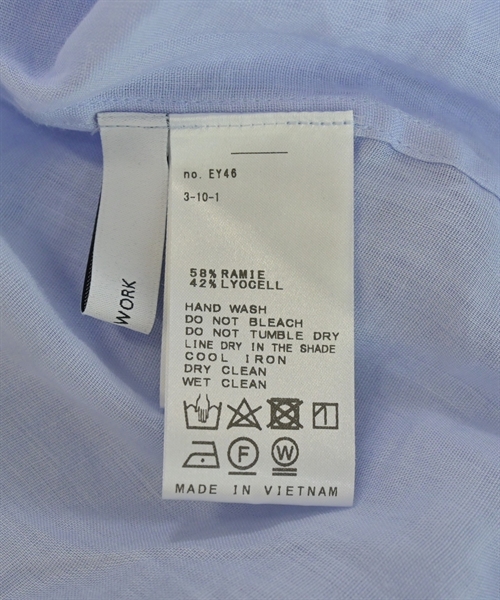 no. EY46
3-10-1
58% RAMIE
42% LYOCELL
HAND WASH
DO NOT BLEACH
DO NOT TUMBLE DRY
LINE DRY IN THE SHADE
COOL IRON
DRY CLEAN
WET CLEAN
F W
MADE IN VIETNAM
WORK